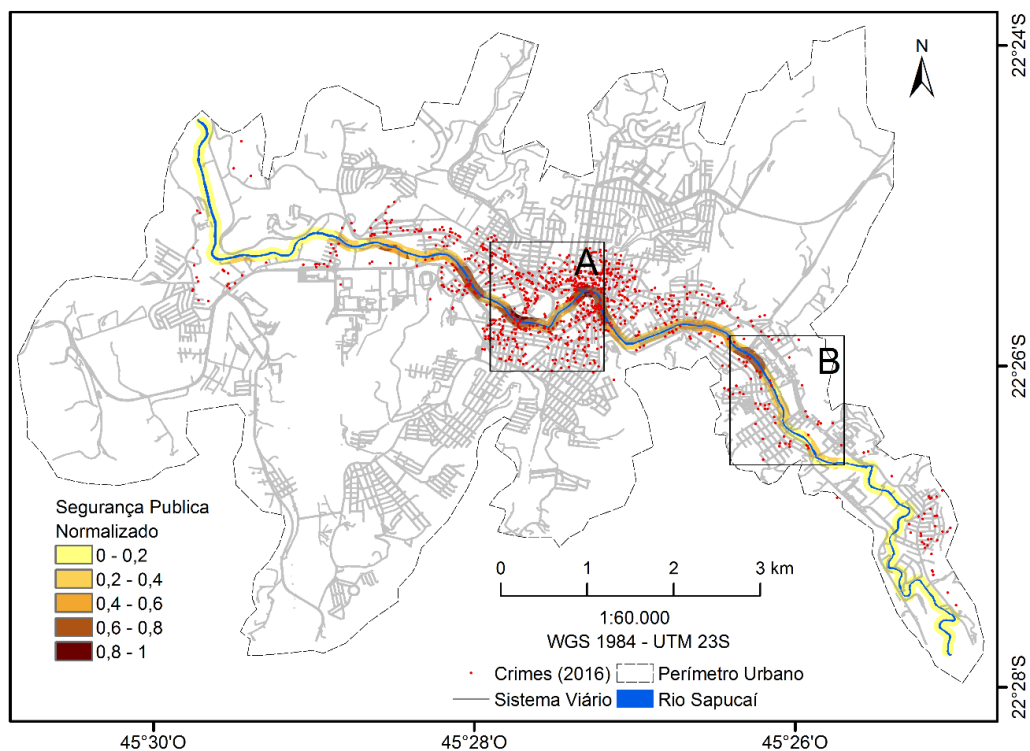 N
22°24'S
A
22°26'S
B
Segurança Publica
Normalizado
0 - 0,2
0,2 - 0,4
0,4 - 0,6
0,6 - 0,8
0,8 - 1
0 1 2 3 km
1:60.000
WGS 1984 - UTM 23S
Crimes (2016) Perímetro Urbano
Sistema Viário Rio Sapucaí
22°28'S
45°30'O 45°28'O 45°26'O